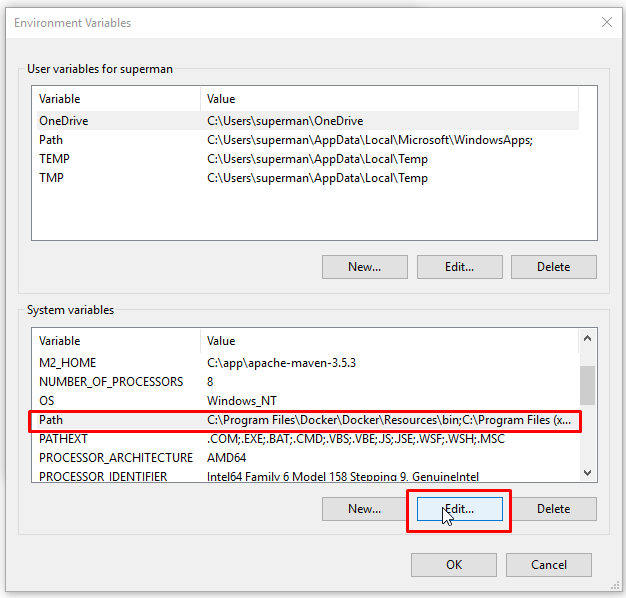 Environment Variables
User variables for superman
Variable Value
OneDrive C:\Users\superman\OneDrive
Path C:\Users\superman\AppData\Local\Microsoft\WindowsApps;
TEMP C:\Users\superman\AppData\Local\Temp
TMP C:\Users\superman\AppData\Local\Temp
New... Edit... Delete
System variables
Variable Value
M2_HOME C:\app\apache-maven-3.5.3
NUMBER_OF_PROCESSORS 8
OS Windows_NT
Path C:\Program Files\Docker\Docker\Resources\bin;C:\Program Files (x...
PATHEXT .COM;.EXE;.BAT;.CMD;.VBS;.VBE;.JS;.JSE;.WSF;.WSH;.MSC
PROCESSOR_ARCHITECTURE AMD64
PROCESSOR_IDENTIFIER Intel64 Family 6 Model 158 Stepping 9, GenuineIntel
New... Edit... Delete
OK Cancel